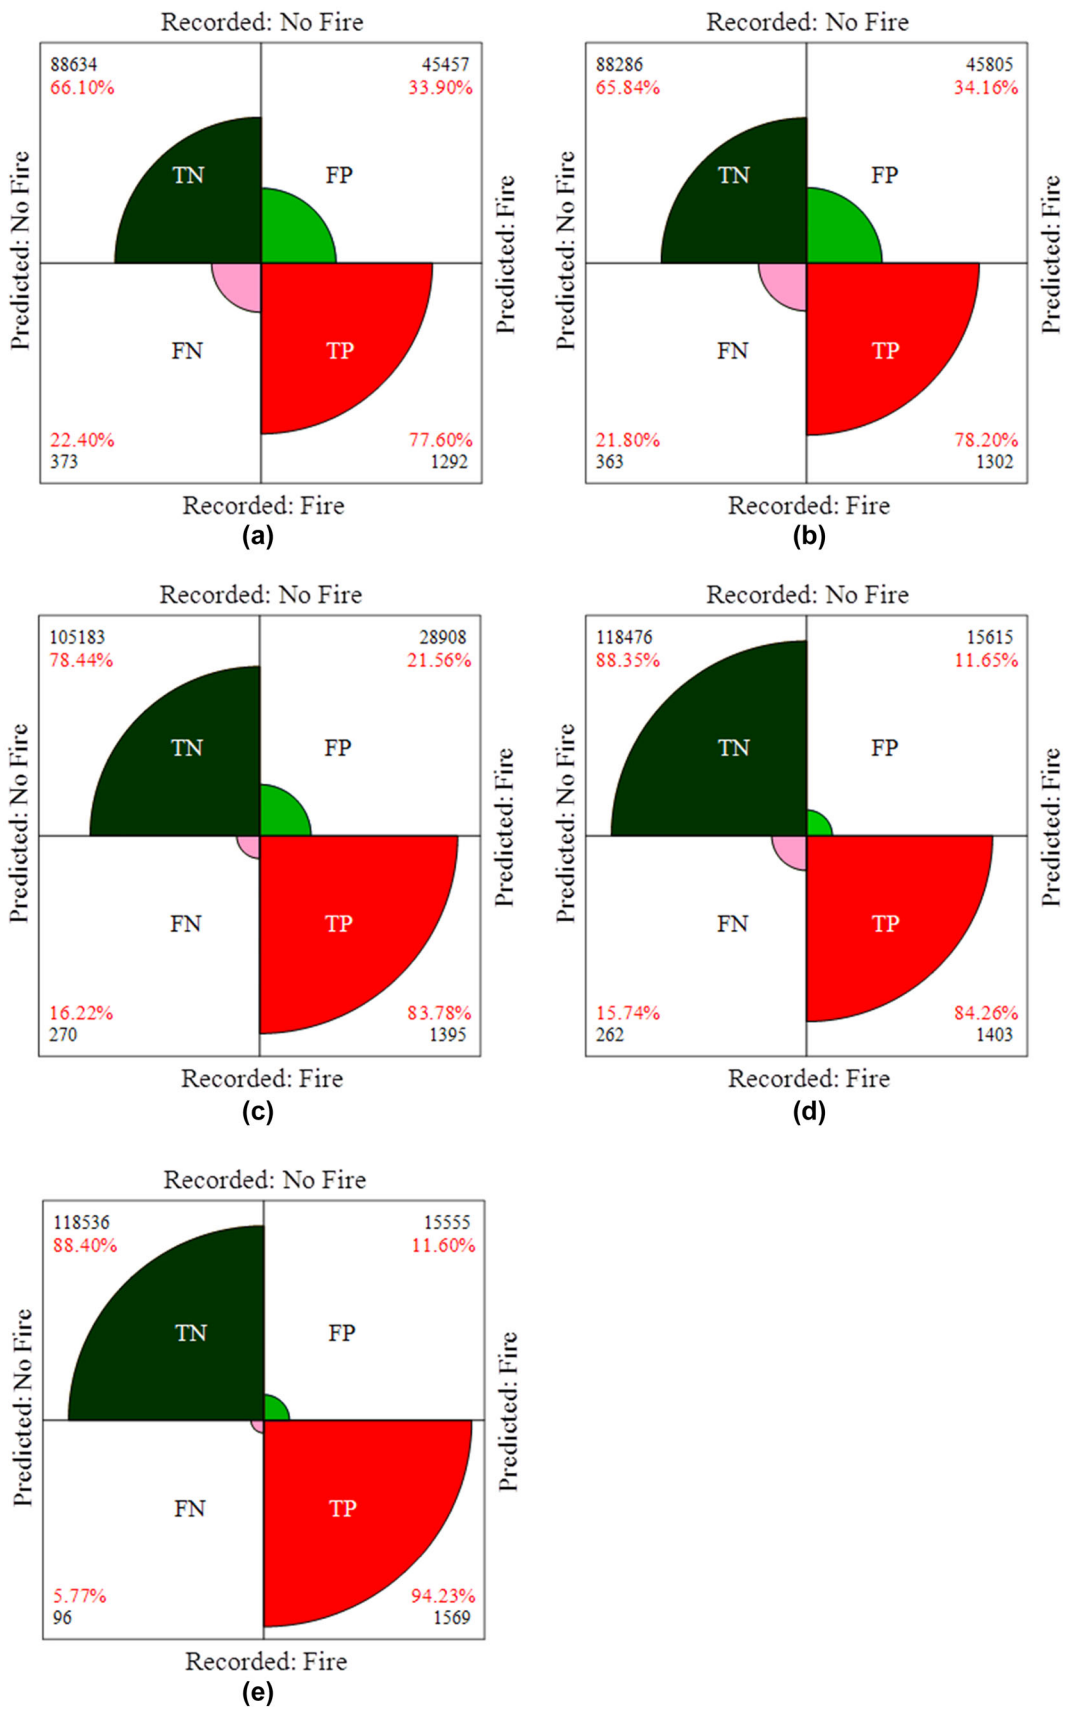 Recorded: No Fire
88634
66.10%
45457
33.90%
Predicted: No Fire
TN
FP
Predicted: Fire
FN
TP
22.40%
373
77.60%
1292
Recorded: Fire
(a)
Recorded: No Fire
88286
65.84%
45805
34.16%
Predicted: No Fire
TN
FP
Predicted: Fire
FN
TP
21.80%
363
78.20%
1302
Recorded: Fire
(b)
Recorded: No Fire
105183
78.44%
28908
21.56%
Predicted: No Fire
TN
FP
Predicted: Fire
FN
TP
16.22%
270
83.78%
1395
Recorded: Fire
(c)
Recorded: No Fire
118476
88.35%
15615
11.65%
Predicted: No Fire
TN
FP
Predicted: Fire
FN
TP
15.74%
262
84.26%
1403
Recorded: Fire
(d)
Recorded: No Fire
118536
88.40%
15555
11.60%
Predicted: No Fire
TN
FP
Predicted: Fire
FN
TP
5.77%
96
94.23%
1569
Recorded: Fire
(e)